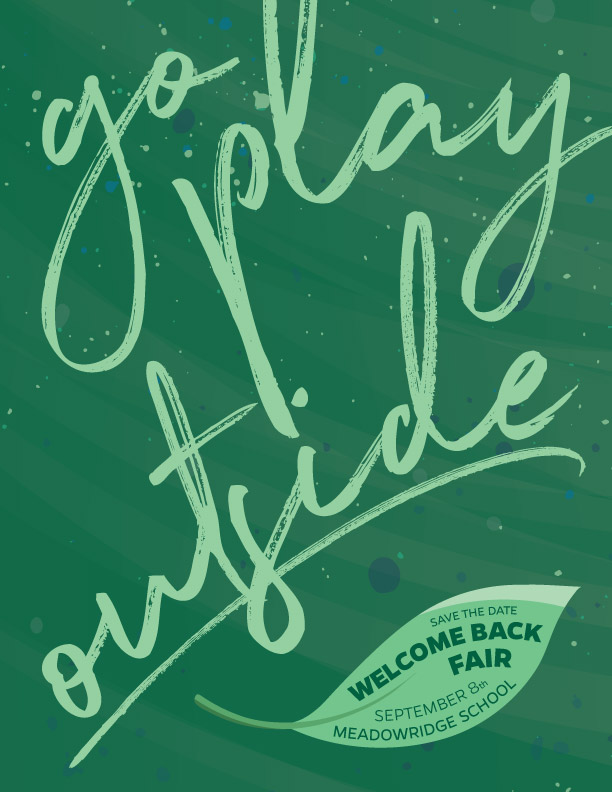 go play
outside
SAVE THE DATE
WELCOME BACK
FAIR
SEPTEMBER 8th
MEADOWRIDGE SCHOOL